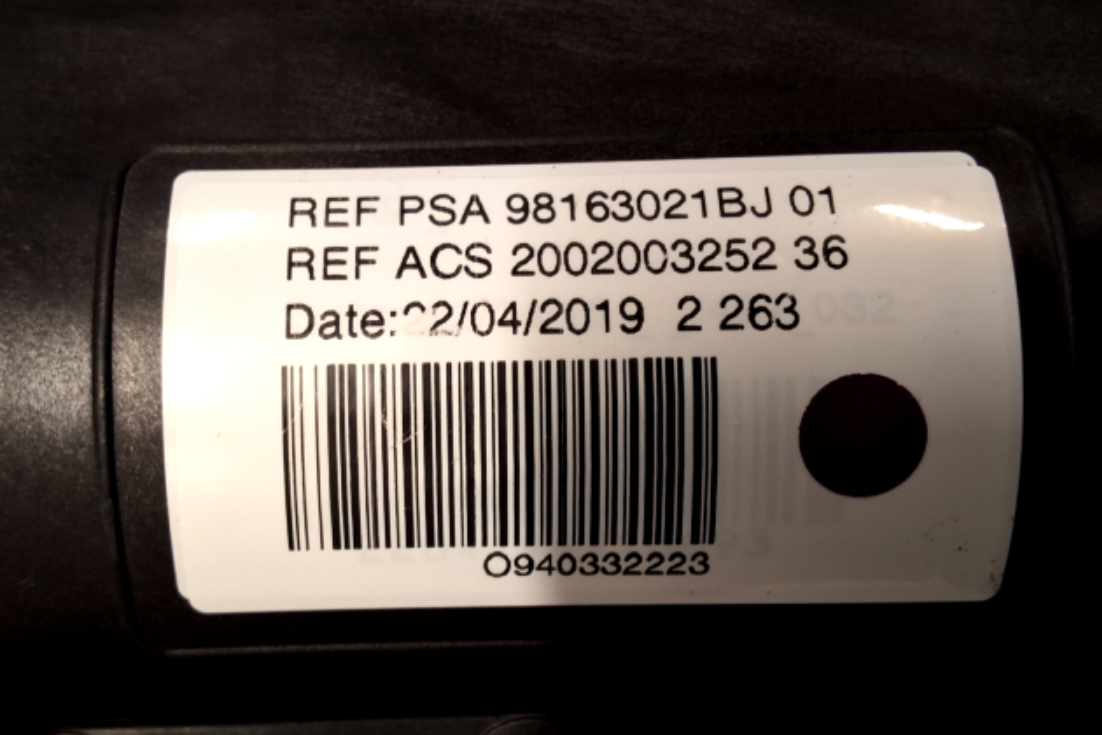 REF PSA 98163021BJ 01
REF ACS 2002003252 36
Date:22/04/2019 2 263
O940332223